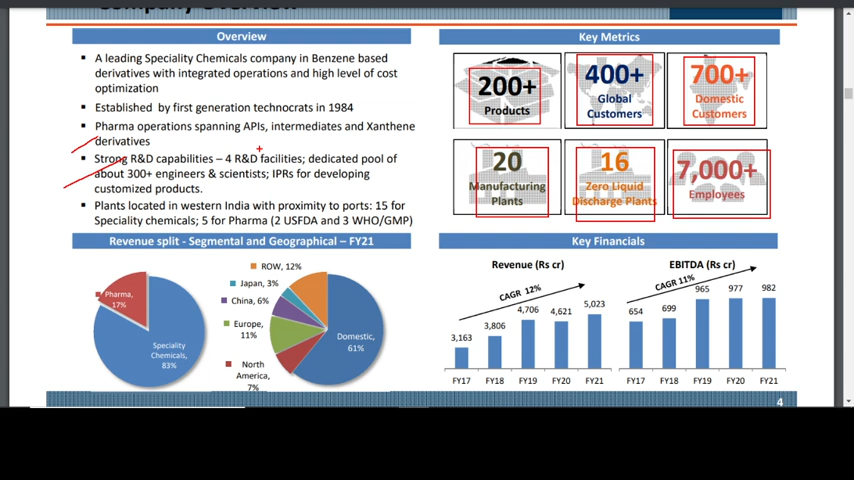 Company Overview
Overview
A leading Speciality Chemicals company in Benzene based
derivatives with integrated operations and high level of cost
optimization
Established by first generation technocrats in 1984
Pharma operations spanning APIs, intermediates and Xanthene
derivatives
Strong R&D capabilities – 4 R&D facilities; dedicated pool of
about 300+ engineers & scientists; IPRs for developing
customized products.
Plants located in western India with proximity to ports: 15 for
Speciality chemicals; 5 for Pharma (2 USFDA and 3 WHO/GMP)
Key Metrics
200+
Products
400+
Global
Customers
700+
Domestic
Customers
20
Manufacturing
Plants
16
Zero Liquid
Discharge Plants
7,000+
Employees
Revenue split - Segmental and Geographical – FY21
Pharma,
17%
Speciality
Chemicals,
83%
ROW, 12%
Japan, 3%
China, 6%
Europe,
11%
North
America,
7%
Domestic,
61%
Key Financials
Revenue (Rs cr)
CAGR 12%
3,163
3,806
4,706
4,621
5,023
FY17
FY18
FY19
FY20
FY21
EBITDA (Rs cr)
CAGR 11%
654
699
965
977
982
FY17
FY18
FY19
FY20
FY21
4